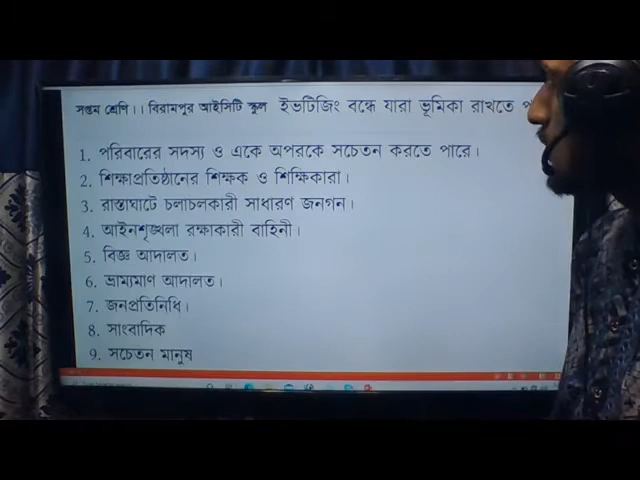 সপ্তম শ্রেণি।। বিরামপুর আইসিটি স্কুল ইভটিজিং বন্ধে যারা ভূমিকা রাখতে
1. পরিবারের সদস্য ও একে অপরকে সচেতন করতে পারে।
2. শিক্ষাপ্রতিষ্ঠানের শিক্ষক ও শিক্ষিকারা।
3. রাস্তাঘাটে চলাচলকারী সাধারণ জনগন।
4. আইনশৃঙ্খলা রক্ষাকারী বাহিনী।
5. বিজ্ঞ আদালত।
6. ভ্রাম্যমাণ আদালত।
7. জনপ্রতিনিধি।
8. সাংবাদিক
9. সচেতন মানুষ